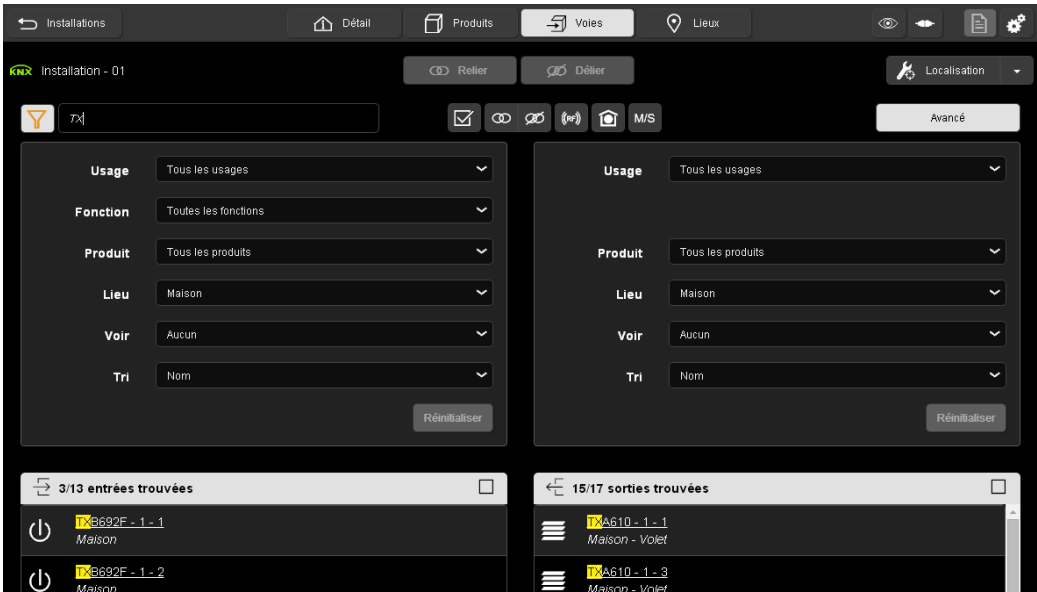 Installations
Détail
Produits
Voies
Lieux
KNX Installation - 01
Relier
Délier
Localisation
TX
((RF))
M/S
Avancé
Usage Tous les usages
Fonction Toutes les fonctions
Produit Tous les produits
Lieu Maison
Voir Aucun
Tri Nom
Réinitialiser
Usage Tous les usages
Produit Tous les produits
Lieu Maison
Voir Aucun
Tri Nom
Réinitialiser
3/13 entrées trouvées
TXB692F - 1 - 1
Maison
TXB692F - 1 - 2
Maison
15/17 sorties trouvées
TXA610 - 1 - 1
Maison - Volet
TXA610 - 1 - 3
Maison - Volet